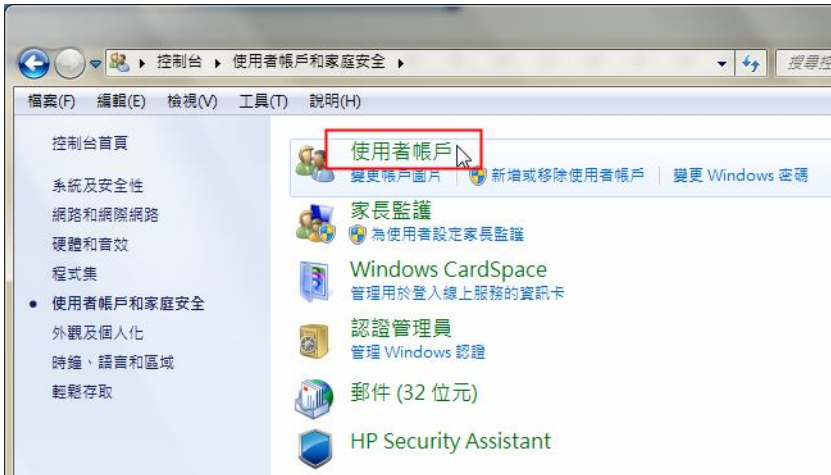 控制台 ▸ 使用者帳戶和家庭安全 ▸ 搜尋控
檔案(F) 編輯(E) 檢視(V) 工具(T) 說明(H)
控制台首頁
系統及安全性
網路和網際網路
硬體和音效
程式集
使用者帳戶和家庭安全
外觀及個人化
時鐘、語言和區域
輕鬆存取
使用者帳戶
變更帳戶圖片 新增或移除使用者帳戶 變更 Windows 密碼
家長監護
為使用者設定家長監護
Windows CardSpace
管理用於登入線上服務的資訊卡
認證管理員
管理 Windows 認證
郵件 (32 位元)
HP Security Assistant